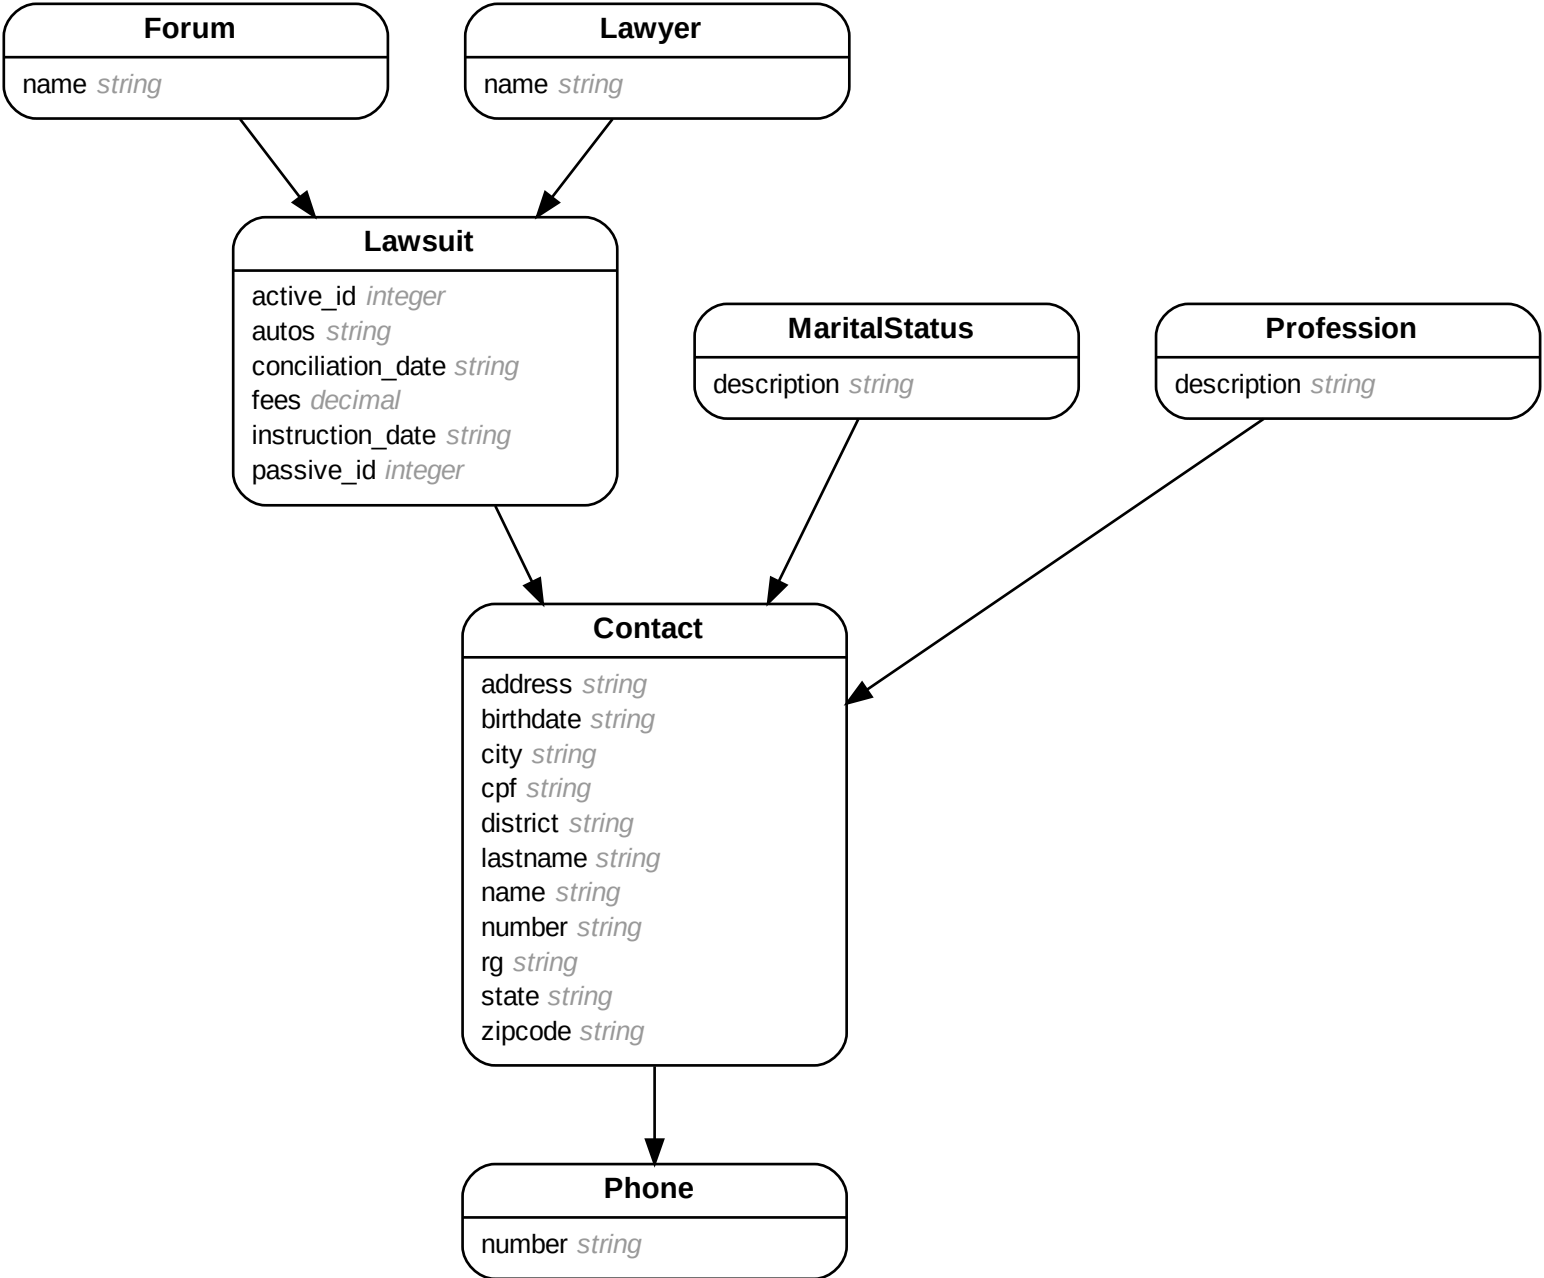 Forum
name string
Lawyer
name string
Lawsuit
active_id integer
autos string
conciliation_date string
fees decimal
instruction_date string
passive_id integer
MaritalStatus
description string
Profession
description string
Contact
address string
birthdate string
city string
cpf string
district string
lastname string
name string
number string
rg string
state string
zipcode string
Phone
number string